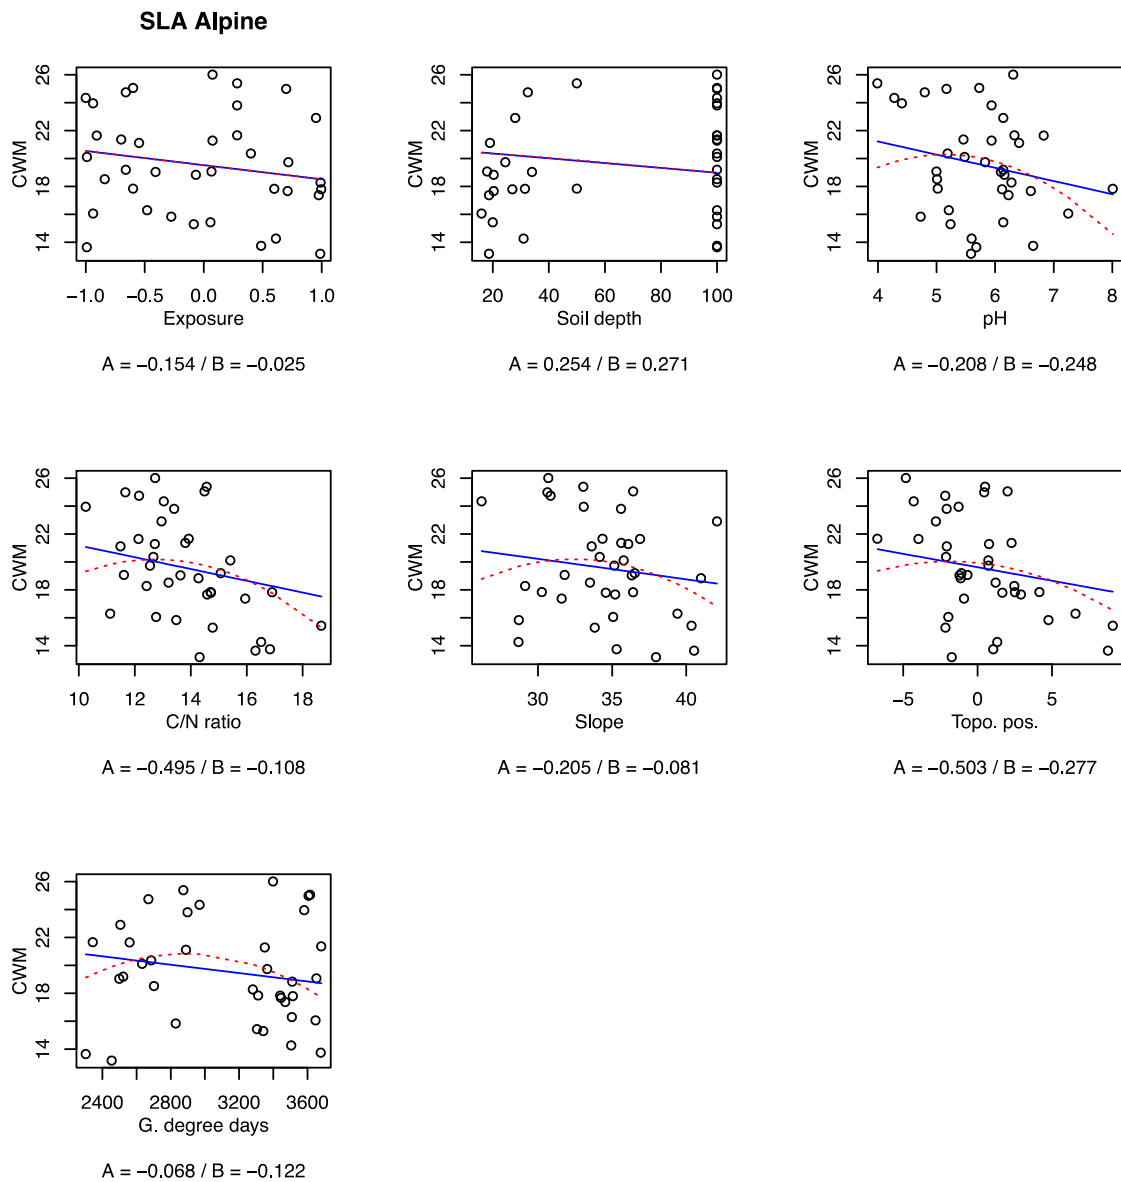 SLA Alpine
CWM
14 18 22 26
−1.0 −0.5 0.0 0.5 1.0
Exposure
A = −0.154 / B = −0.025
CWM
14 18 22 26
20 40 60 80 100
Soil depth
A = 0.254 / B = 0.271
CWM
14 18 22 26
4 5 6 7 8
pH
A = −0.208 / B = −0.248
CWM
14 18 22 26
10 12 14 16 18
C/N ratio
A = −0.495 / B = −0.108
CWM
14 18 22 26
30 35 40
Slope
A = −0.205 / B = −0.081
CWM
14 18 22 26
−5 0 5
Topo. pos.
A = −0.503 / B = −0.277
CWM
14 18 22 26
2400 2800 3200 3600
G. degree days
A = −0.068 / B = −0.122